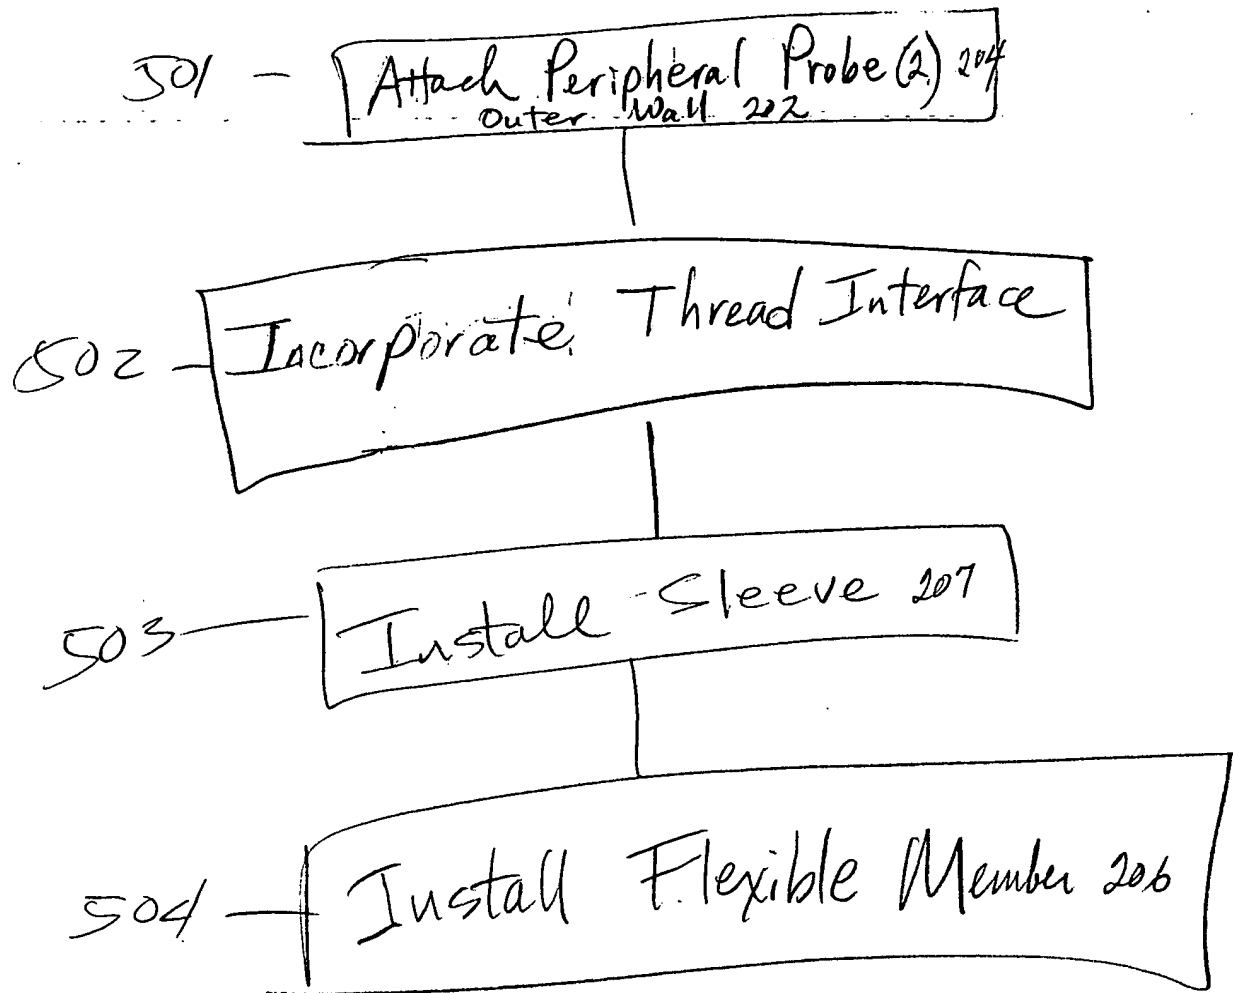 501 - Attach Peripheral Probe(2) 204
Outer Wall 202
502 Incorporate Thread Interface
503 Install Sleeve 207
504 Install Flexible Member 206